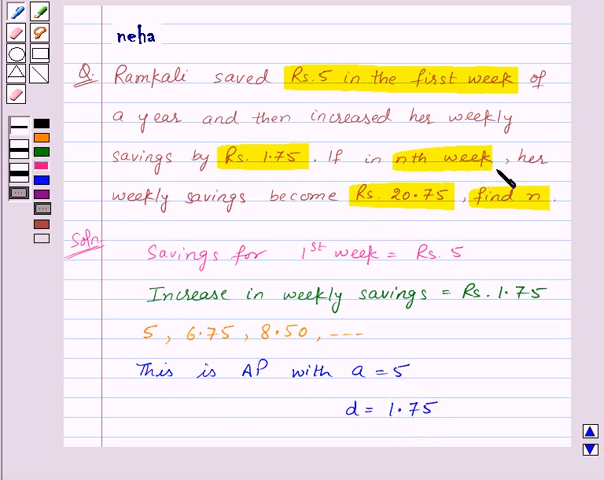 neha
Q. Ramkali saved Rs.5 in the first week of
a year and then increased her weekly
savings by Rs. 1.75. If in nth week, her
weekly savings become Rs. 20.75, find n.
Soln Savings for 1st week = Rs. 5
Increase in weekly savings = Rs. 1.75
5, 6.75, 8.50, ---
This is AP with a = 5
d = 1.75